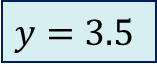 y = 3.5